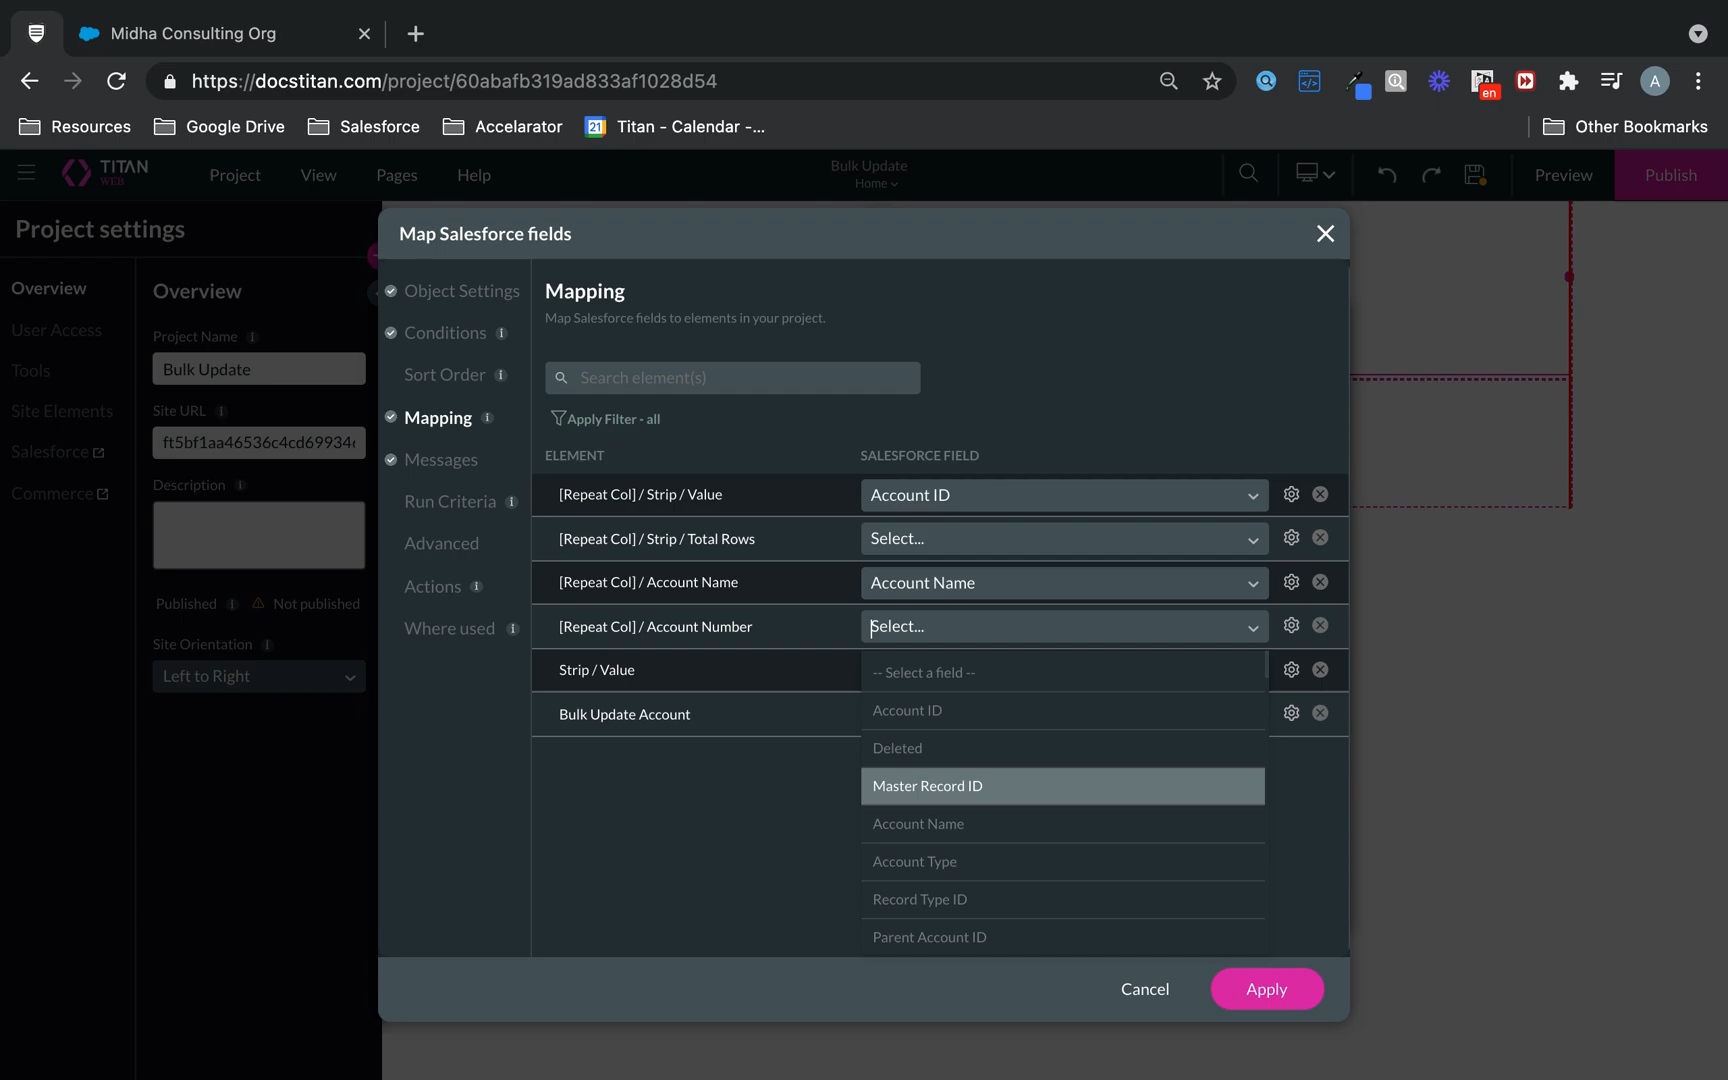 Midha Consulting Org
https://docstitan.com/project/60abafb319ad833af1028d54
A
en
Resources
Google Drive
Salesforce
Accelarator
21
Titan - Calendar -...
Other Bookmarks
TITAN
WEB
Project
View
Pages
Help
Bulk Update
Home
Preview
Publish
Project settings
Overview
User Access
Tools
Site Elements
Salesforce
Commerce
Overview
Project Name
Bulk Update
Site URL
ft5bf1aa46536c4cd69934
Description
Published
Not published
Site Orientation
Left to Right
Map Salesforce fields
Object Settings
Conditions
Sort Order
Mapping
Messages
Run Criteria
Advanced
Actions
Where used
Mapping
Map Salesforce fields to elements in your project.
Search element(s)
Apply Filter - all
ELEMENT
SALESFORCE FIELD
[Repeat Col] / Strip / Value
Account ID
[Repeat Col] / Strip / Total Rows
Select...
[Repeat Col] / Account Name
Account Name
[Repeat Col] / Account Number
Select...
Strip / Value
Bulk Update Account
-- Select a field --
Account ID
Deleted
Master Record ID
Account Name
Account Type
Record Type ID
Parent Account ID
Cancel
Apply